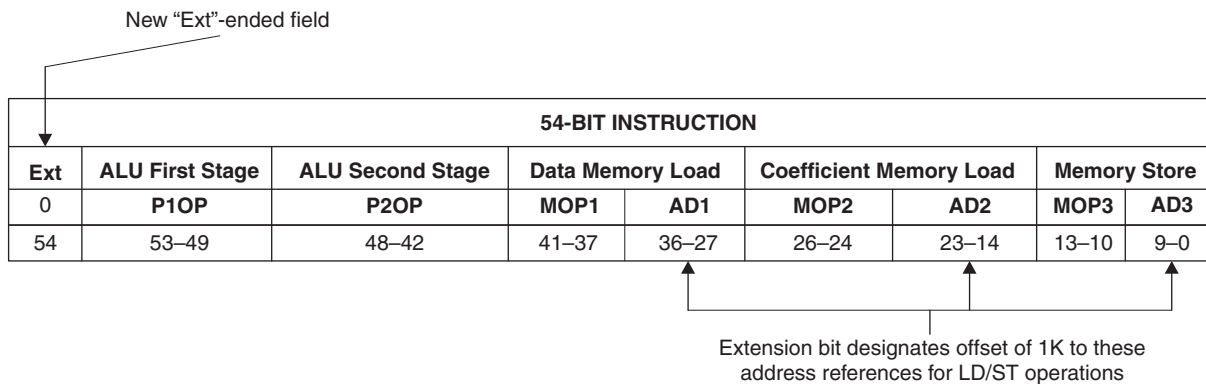 New “Ext”-ended field
54-BIT INSTRUCTION
Ext ALU First Stage ALU Second Stage Data Memory Load Coefficient Memory Load Memory Store
0 P1OP P2OP MOP1 AD1 MOP2 AD2 MOP3 AD3
54 53–49 48–42 41–37 36–27 26–24 23–14 13–10 9–0
Extension bit designates offset of 1K to these
address references for LD/ST operations